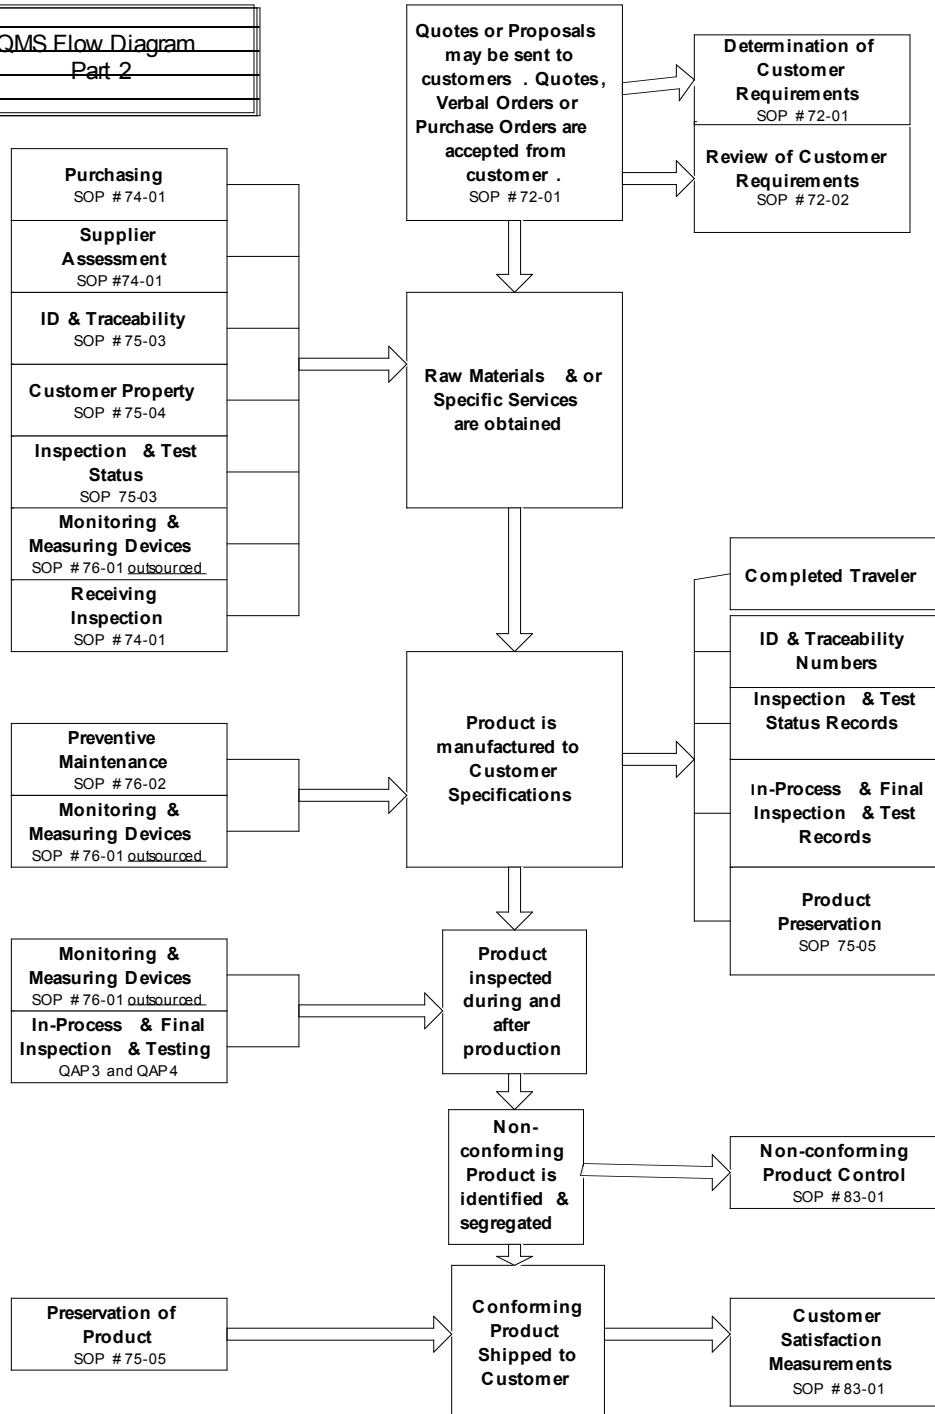 QMS Flow Diagram
Part 2
Quotes or Proposals
may be sent to
customers . Quotes,
Verbal Orders or
Purchase Orders are
accepted from
customer .
SOP #72-01
Determination of
Customer
Requirements
SOP #72-01
Review of Customer
Requirements
SOP #72-02
Purchasing
SOP #74-01
Supplier
Assessment
SOP #74-01
ID & Traceability
SOP #75-03
Customer Property
SOP #75-04
Inspection & Test
Status
SOP 75-03
Monitoring &
Measuring Devices
SOP #76-01 outsourced
Receiving
Inspection
SOP #74-01
Raw Materials & or
Specific Services
are obtained
Completed Traveler
ID & Traceability
Numbers
Inspection & Test
Status Records
In-Process & Final
Inspection & Test
Records
Product
Preservation
SOP 75-05
Preventive
Maintenance
SOP #76-02
Monitoring &
Measuring Devices
SOP #76-01 outsourced
Product is
manufactured to
Customer
Specifications
Monitoring &
Measuring Devices
SOP #76-01 outsourced
In-Process & Final
Inspection & Testing
QAP3 and QAP4
Product
inspected
during and
after
production
Non-
conforming
Product is
identified &
segregated
Non-conforming
Product Control
SOP #83-01
Preservation of
Product
SOP #75-05
Conforming
Product
Shipped to
Customer
Customer
Satisfaction
Measurements
SOP #83-01